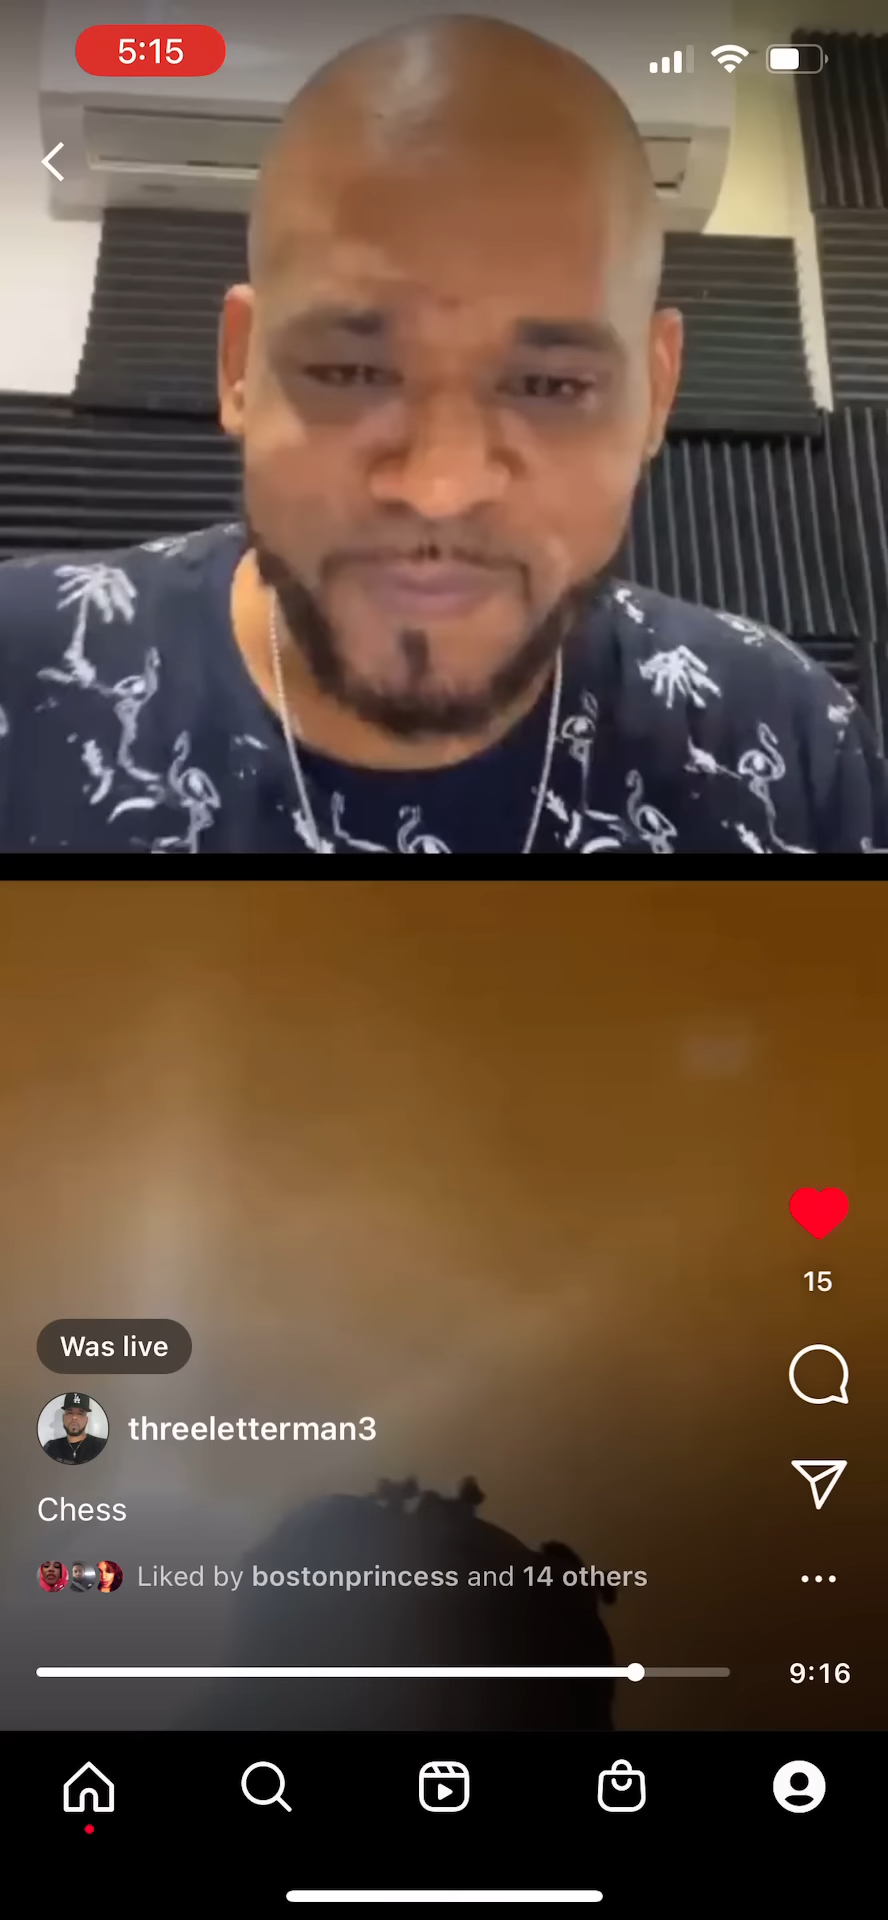 5:15
15
Was live
threeletterman3
Chess
Liked by bostonprincess and 14 others
9:16